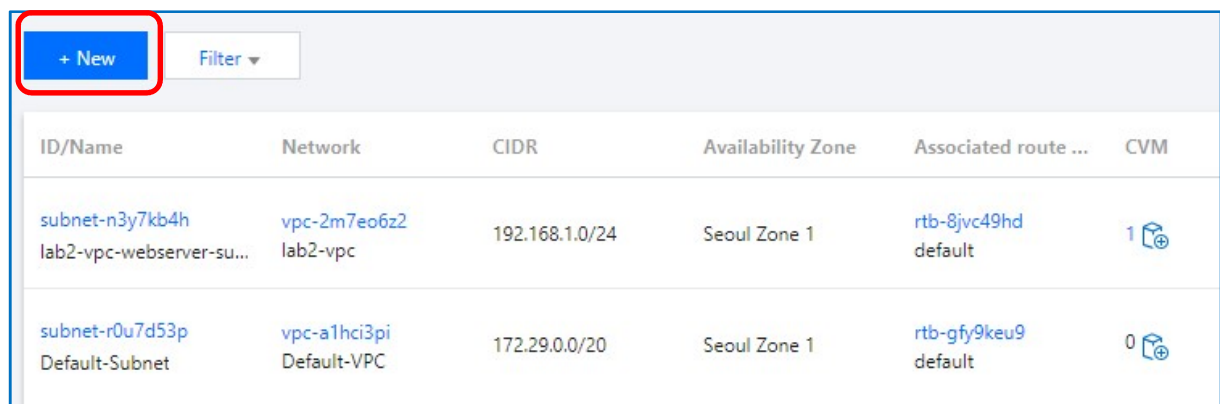 + New
Filter
ID/Name Network CIDR Availability Zone Associated route ... CVM
subnet-n3y7kb4h vpc-2m7eo6z2 192.168.1.0/24 Seoul Zone 1 rtb-8jvc49hd 1
lab2-vpc-webserver-su... lab2-vpc default
subnet-r0u7d53p vpc-a1hci3pi 172.29.0.0/20 Seoul Zone 1 rtb-gfy9keu9 0
Default-Subnet Default-VPC default